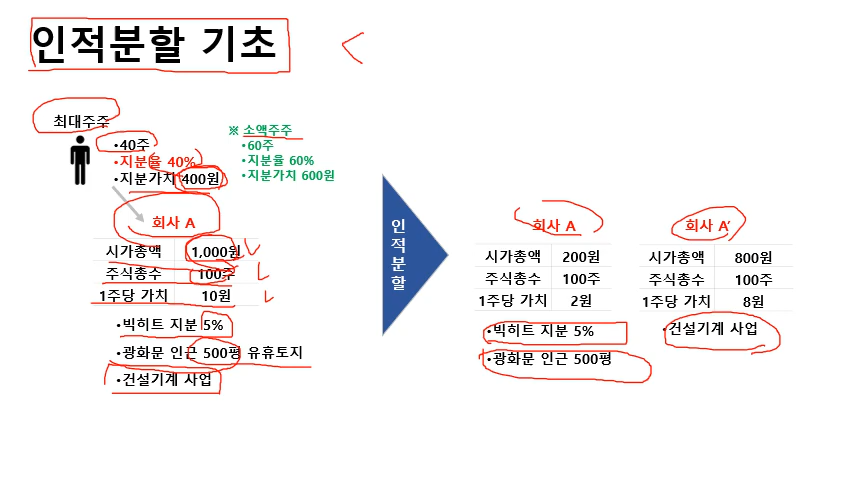 인적분할 기초
최대주주
•40주
•지분율 40%
•지분가치 400원
※ 소액주주
•60주
•지분율 60%
•지분가치 600원
회사 A
시가총액 1,000원
주식총수 100주
1주당 가치 10원
•빅히트 지분 5%
•광화문 인근 500평 유휴토지
•건설기계 사업
인적분할
회사 A
시가총액 200원
주식총수 100주
1주당 가치 2원
•빅히트 지분 5%
•광화문 인근 500평
회사 A′
시가총액 800원
주식총수 100주
1주당 가치 8원
•건설기계 사업